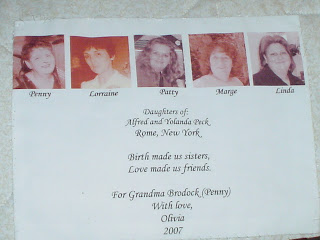 Penny Lorraine Patty Marge Linda
Daughters of:
Alfred and Yolanda Peck
Rome, New York
Birth made us sisters,
Love made us friends.
For Grandma Brodock (Penny)
With love,
Olivia
2007